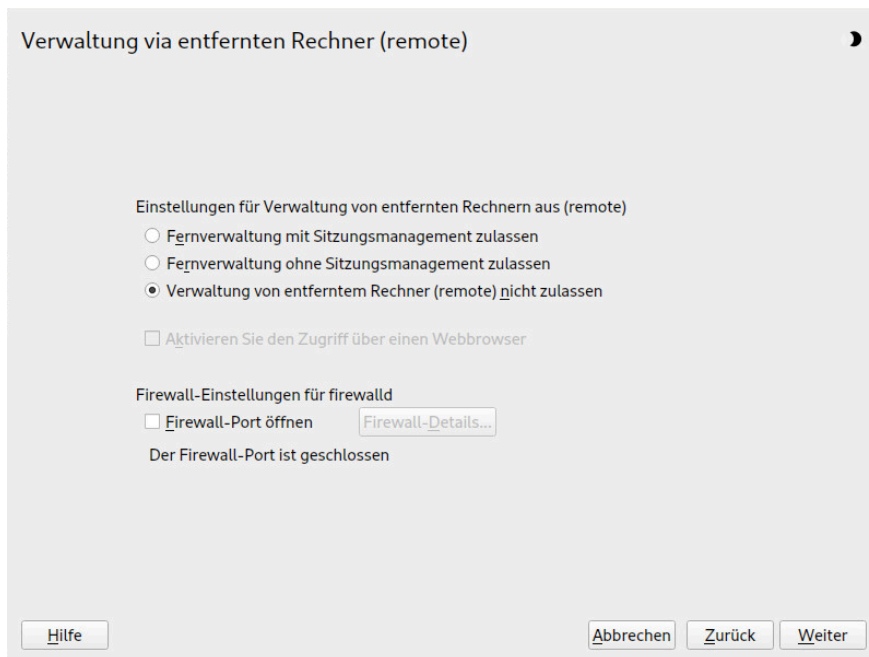 Verwaltung via entfernten Rechner (remote)
Einstellungen für Verwaltung von entfernten Rechnern aus (remote)
Fernverwaltung mit Sitzungsmanagement zulassen
Fernverwaltung ohne Sitzungsmanagement zulassen
Verwaltung von entferntem Rechner (remote) nicht zulassen
Aktivieren Sie den Zugriff über einen Webbrowser
Firewall-Einstellungen für firewalld
Firewall-Port öffnen Firewall-Details...
Der Firewall-Port ist geschlossen
Hilfe Abbrechen Zurück Weiter